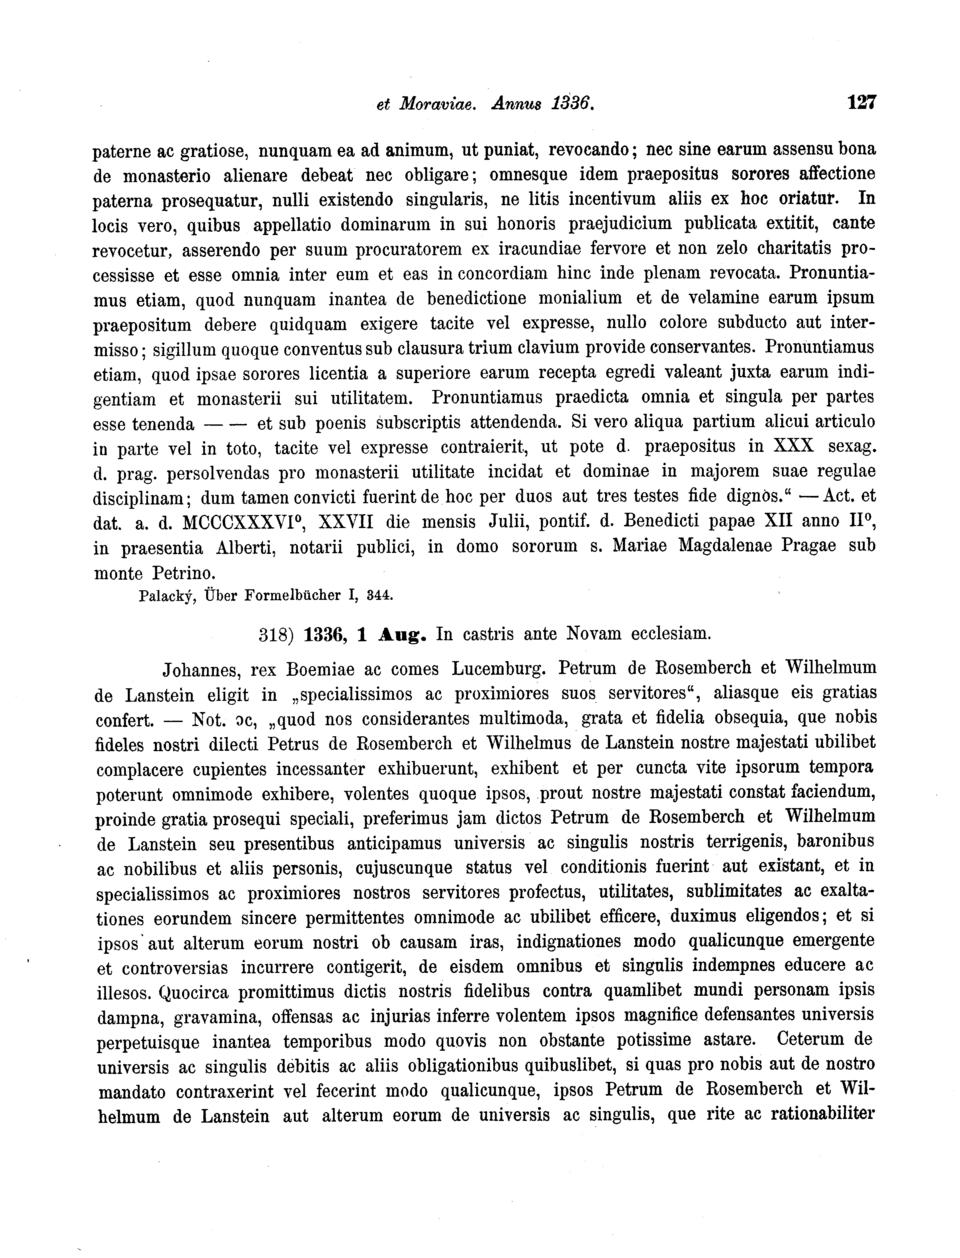 et Moraviae. Annus 1336. 127
paterne ac gratiose, nunquam ea ad animum, ut puniat, revocando; nec sine earum assensu bona
de monasterio alienare debeat nec obligare; omnesque idem praepositus sorores affectione
paterna prosequatur, nulli existendo singularis, ne litis incentivum aliis ex hoc oriatur. In
locis vero, quibus appellatio dominarum in sui honoris praejudicium publicata extitit, caute
revocetur, asserendo per suum procuratorem ex iracundiae fervore et non zelo charitatis pro-
cessisse et esse omnia inter eum et eas in concordiam hinc inde plenam revocata. Pronuntia-
mus etiam, quod nunquam inantea de benedictione monialium et de velamine earum ipsum
praepositum debere quidquam exigere tacite vel expresse, nullo colore subducto aut inter-
misso; sigillum quoque conventus sub clausura trium clavium provide conservantes. Pronuntiamus
etiam, quod ipsae sorores licentia a superiore earum recepta egredi valeant juxta earum indi-
gentiam et monasterii sui utilitatem. Pronuntiamus praedicta omnia et singula per partes
esse tenenda — — et sub poenis subscriptis attendenda. Si vero aliqua partium alicui articulo
in parte vel in toto, tacite vel expresse contraierit, ut pote d. praepositus in XXX sexag.
d. prag. persolvendas pro monasterii utilitate incidat et dominae in majorem suae regulae
disciplinam; dum tamen convicti fuerint de hoc per duos aut tres testes fide dignos.“ — Act. et
dat. a. d. MCCCXXXVI⁰, XXVII die mensis Julii, pontif. d. Benedicti papae XII anno II⁰,
in praesentia Alberti, notarii publici, in domo sororum s. Mariae Magdalenae Pragae sub
monte Petrino.
Palacký, Über Formelbücher I, 344.
318) 1336, 1 Aug. In castris ante Novam ecclesiam.
Johannes, rex Boemiae ac comes Lucemburg. Petrum de Rosemberch et Wilhelmum
de Lanstein eligit in „specialissimos ac proximiores suos servitores“, aliasque eis gratias
confert. — Not. ɔc, „quod nos considerantes multimoda, grata et fidelia obsequia, que nobis
fideles nostri dilecti Petrus de Rosemberch et Wilhelmus de Lanstein nostre majestati ubilibet
complacere cupientes incessanter exhibuerunt, exhibent et per cuncta vite ipsorum tempora
poterunt omnimode exhibere, volentes quoque ipsos, prout nostre majestati constat faciendum,
proinde gratia prosequi speciali, preferimus jam dictos Petrum de Rosemberch et Wilhelmum
de Lanstein seu presentibus anticipamus universis ac singulis nostris terrigenis, baronibus
ac nobilibus et aliis personis, cujuscunque status vel conditionis fuerint aut existant, et in
specialissimos ac proximiores nostros servitores profectus, utilitates, sublimitates ac exalta-
tiones eorundem sincere permittentes omnimode ac ubilibet efficere, duximus eligendos; et si
ipsos aut alterum eorum nostri ob causam iras, indignationes modo qualicunque emergente
et controversias incurrere contigerit, de eisdem omnibus et singulis indempnes educere ac
illesos. Quocirca promittimus dictis nostris fidelibus contra quamlibet mundi personam ipsis
dampna, gravamina, offensas ac injurias inferre volentem ipsos magnifice defensantes universis
perpetuisque inantea temporibus modo quovis non obstante potissime astare. Ceterum de
universis ac singulis debitis ac aliis obligationibus quibuslibet, si quas pro nobis aut de nostro
mandato contraxerint vel fecerint modo qualicunque, ipsos Petrum de Rosemberch et Wil-
helmum de Lanstein aut alterum eorum de universis ac singulis, que rite ac rationabiliter